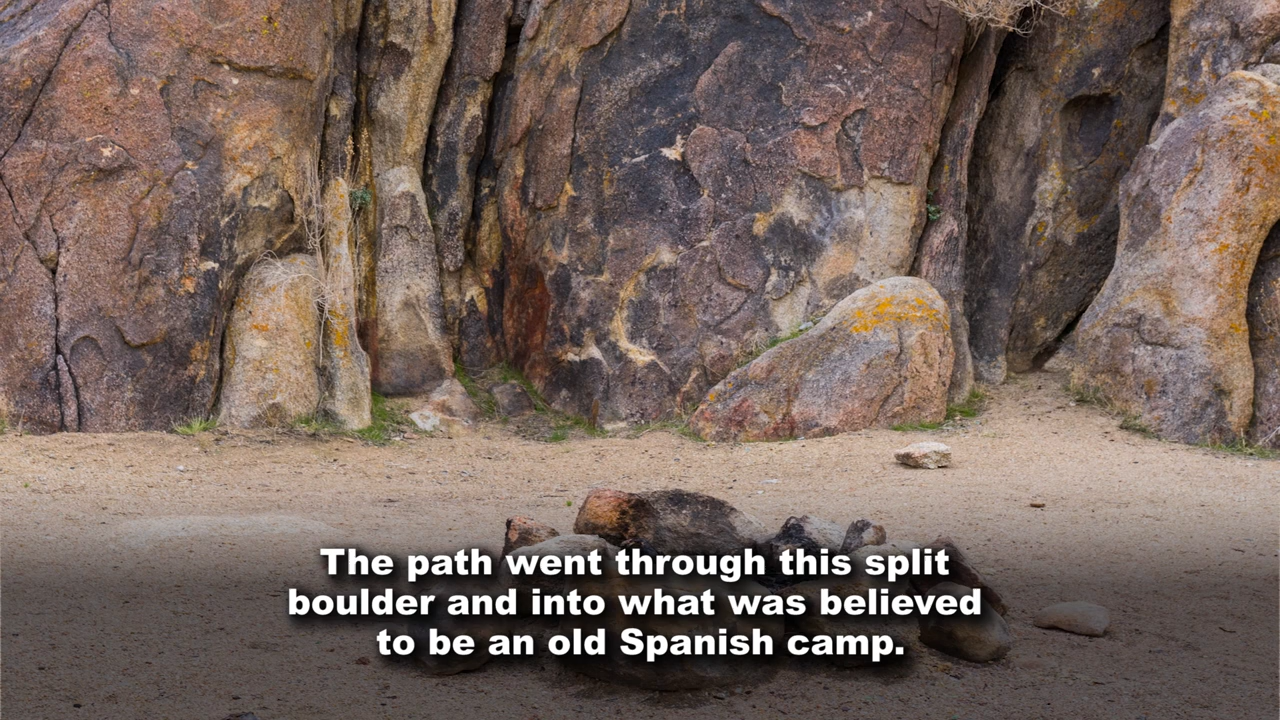 The path went through this split
boulder and into what was believed
to be an old Spanish camp.